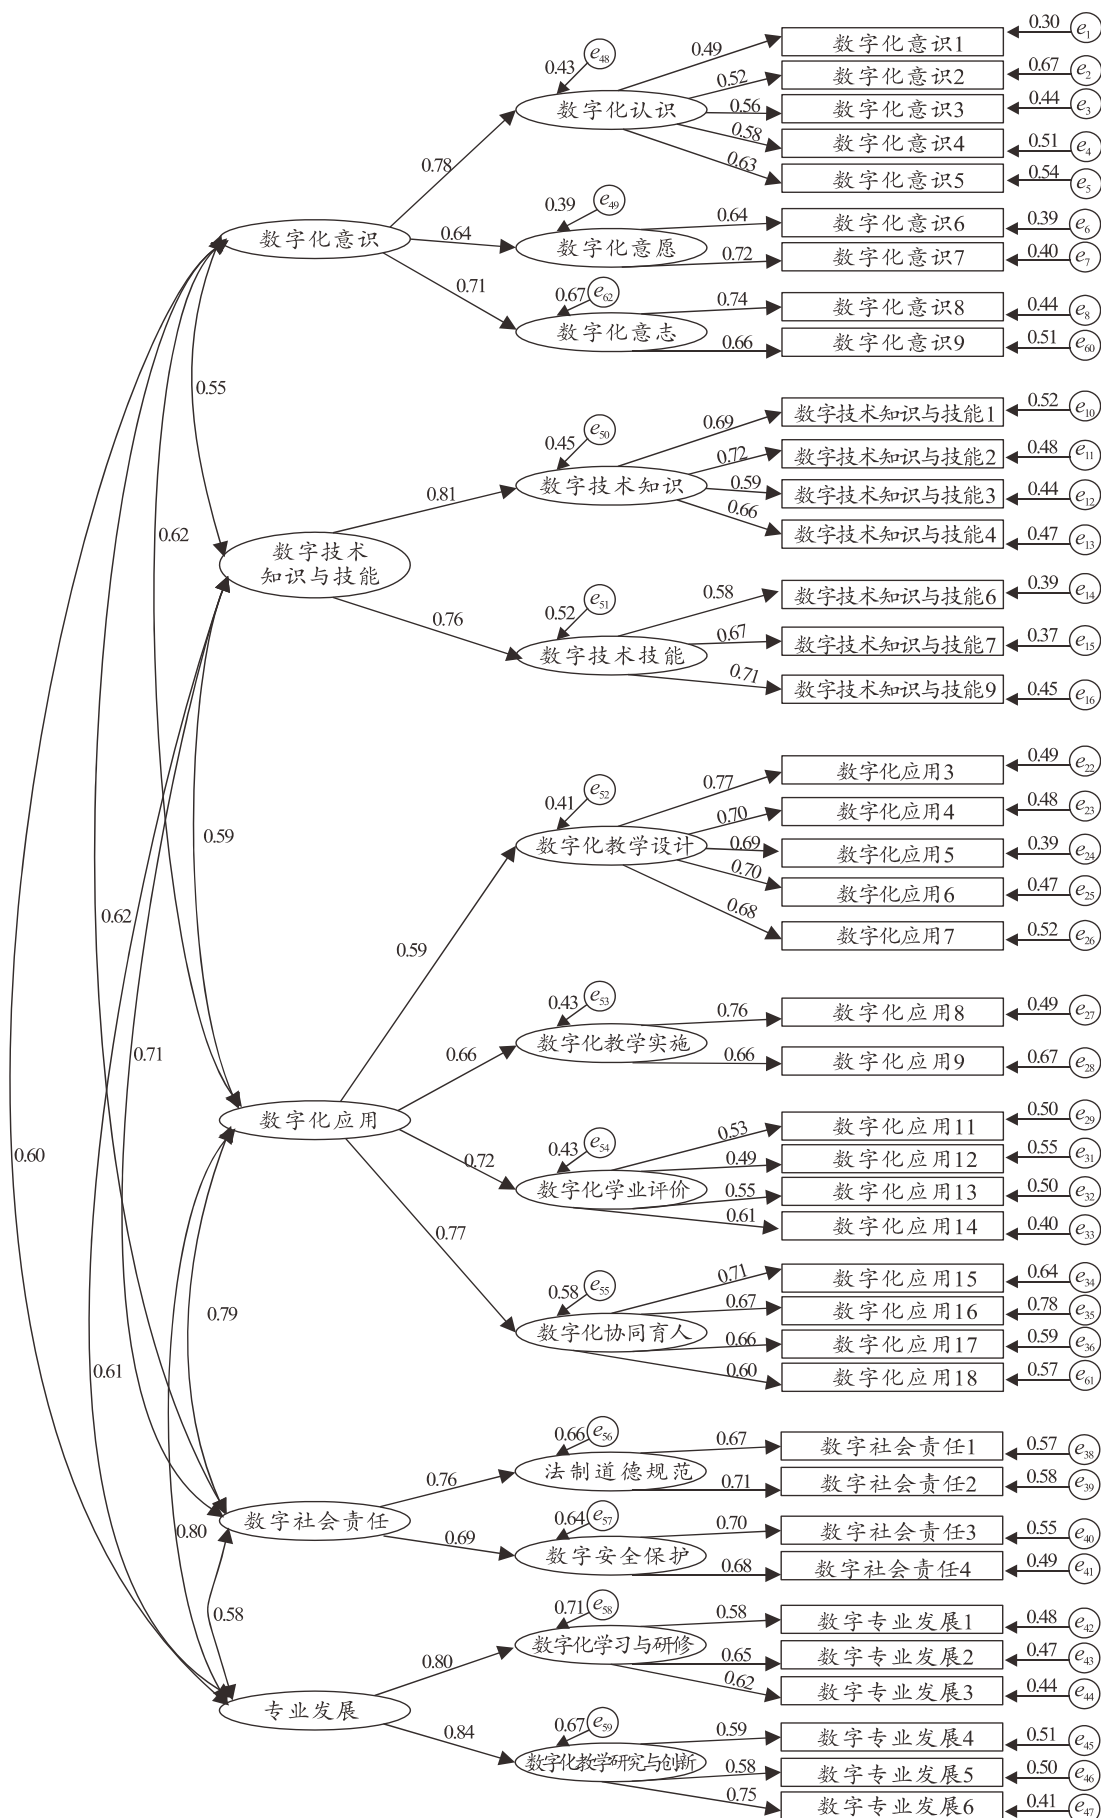 0.49 数字化意识1 0.30 e1
0.43 e48
0.52 数字化意识2 0.67 e2
数字化认识 0.56 数字化意识3 0.44 e3
0.58 数字化意识4 0.51 e4
0.78 0.63 数字化意识5 0.54 e5
0.39 e49 0.64 数字化意识6 0.39 e6
数字化意识 0.64 数字化意愿 0.72 数字化意识7 0.40 e7
0.71 0.67 e62 0.74 数字化意识8 0.44 e8
数字化意志 0.66 数字化意识9 0.51 e60
0.55
0.69 数字技术知识与技能1 0.52 e10
0.45 e50
0.72 数字技术知识与技能2 0.48 e11
0.81 数字技术知识 0.59 数字技术知识与技能3 0.44 e12
0.62 0.66 数字技术知识与技能4 0.47 e13
数字技术
知识与技能
0.58 数字技术知识与技能6 0.39 e14
0.76 0.52 e51
数字技术技能 0.67 数字技术知识与技能7 0.37 e15
0.71 数字技术知识与技能9 0.45 e16
0.77 数字化应用3 0.49 e22
0.41 e52
0.70 数字化应用4 0.48 e23
0.59 数字化教学设计 0.69 数字化应用5 0.39 e24
0.70 数字化应用6 0.47 e25
0.62 0.59 0.68 数字化应用7 0.52 e26
0.43 e53 0.76 数字化应用8 0.49 e27
0.71 0.66 数字化教学实施 0.66 数字化应用9 0.67 e28
数字化应用 0.53 数字化应用11 0.50 e29
0.60 0.72 0.43 e54 0.49 数字化应用12 0.55 e31
数字化学业评价 0.55 数字化应用13 0.50 e32
0.77 0.61 数字化应用14 0.40 e33
0.58 e55 0.71 数字化应用15 0.64 e34
0.79 0.67 数字化应用16 0.78 e35
数字化协同育人 0.66 数字化应用17 0.59 e36
0.61 0.60 数字化应用18 0.57 e61
0.66 e56 0.67 数字社会责任1 0.57 e38
0.76 法制道德规范 0.71 数字社会责任2 0.58 e39
数字社会责任 0.64 e57 0.70 数字社会责任3 0.55 e40
0.80 0.69 数字安全保护 0.68 数字社会责任4 0.49 e41
0.58 0.71 e58 0.58 数字专业发展1 0.48 e42
0.80 数字化学习与研修 0.65 数字专业发展2 0.47 e43
0.62 数字专业发展3 0.44 e44
专业发展
0.84 0.67 e59 0.59 数字专业发展4 0.51 e45
数字化教学研究与创新 0.58 数字专业发展5 0.50 e46
0.75 数字专业发展6 0.41 e47